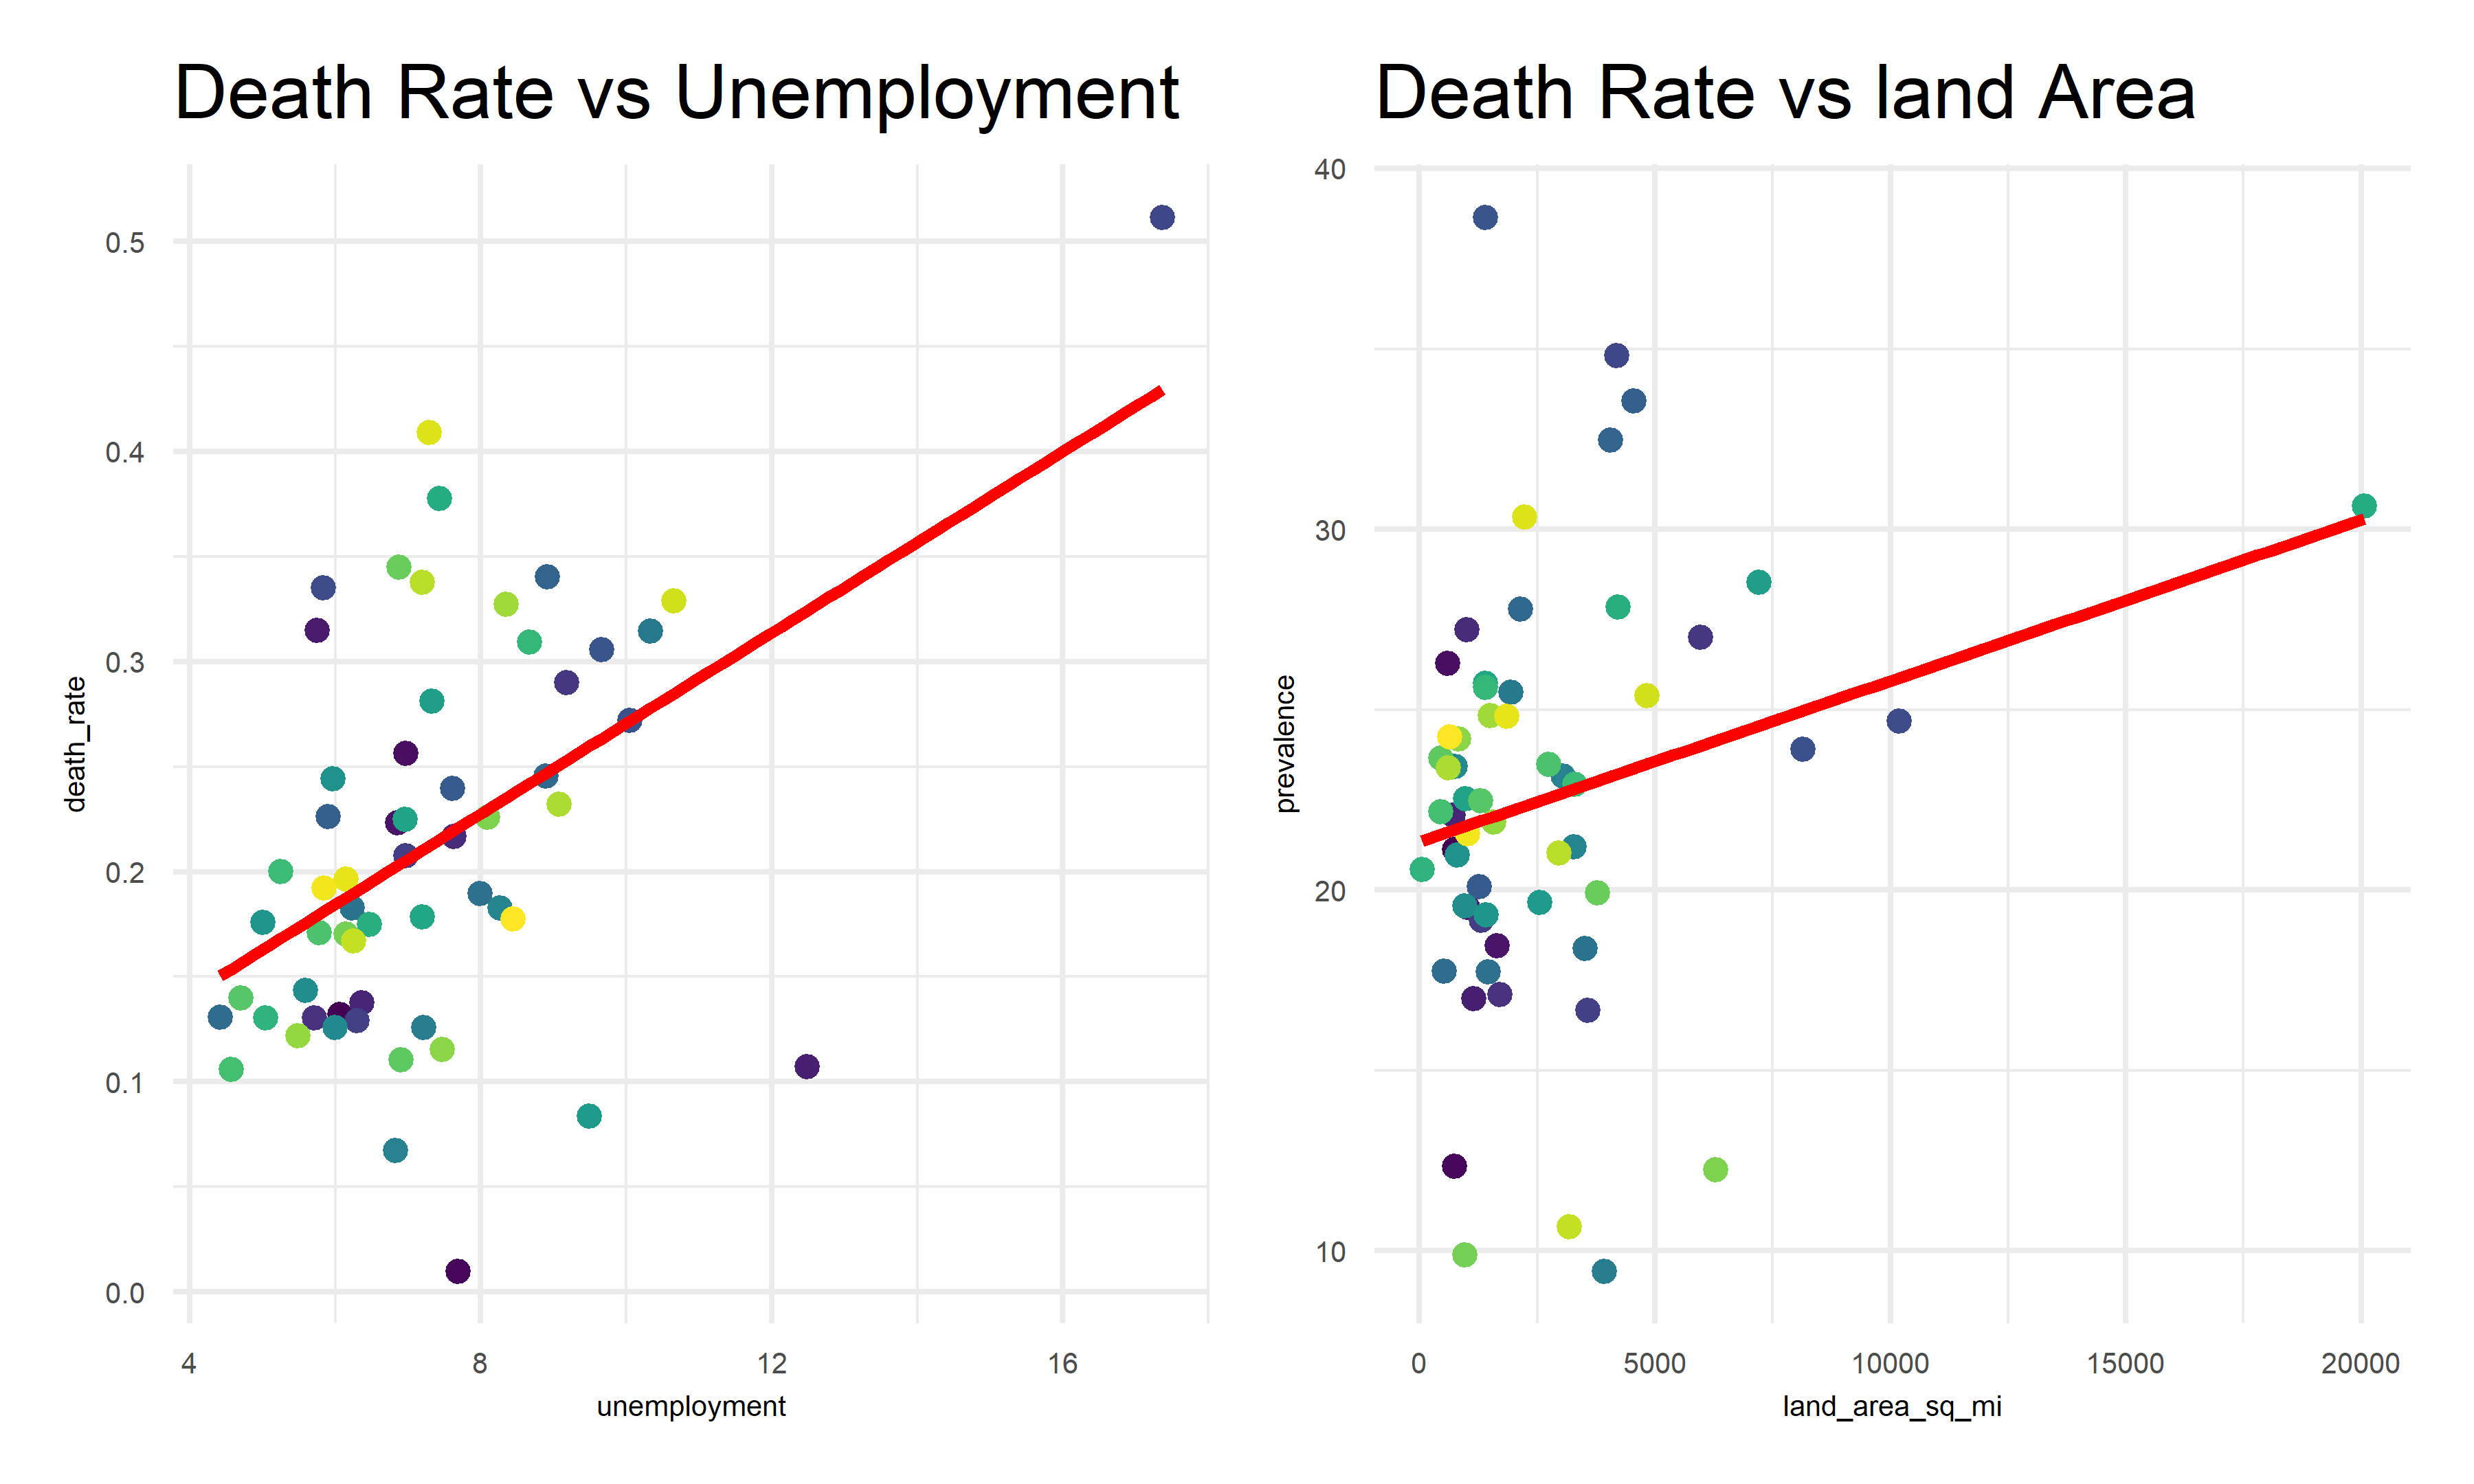 Death Rate vs Unemployment
0.5
0.4
0.3
0.2
0.1
0.0
death_rate
4 8 12 16
unemployment
Death Rate vs land Area
40
30
20
10
prevalence
0 5000 10000 15000 20000
land_area_sq_mi